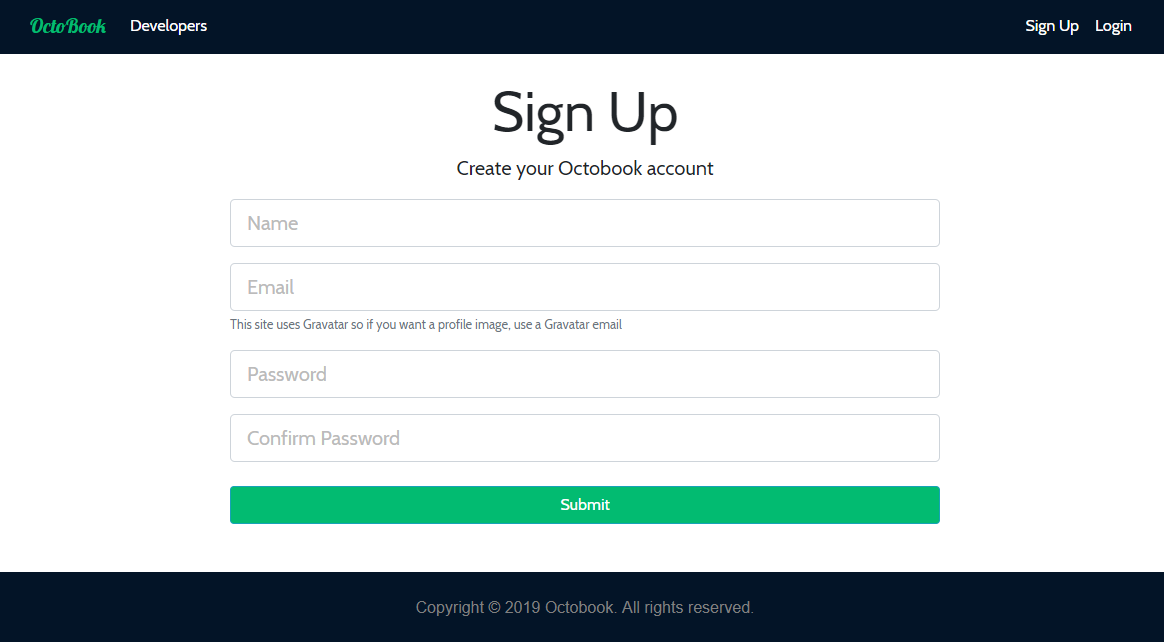 OctoBook Developers Sign Up Login
Sign Up
Create your Octobook account
Name
Email
This site uses Gravatar so if you want a profile image, use a Gravatar email
Password
Confirm Password
Submit
Copyright © 2019 Octobook. All rights reserved.